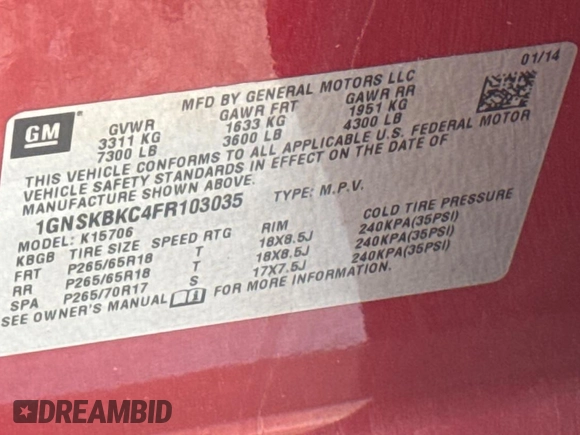 01/14
MFD BY GENERAL MOTORS LLC
GM
GVWR GAWR FRT GAWR RR
3311 KG 1633 KG 1951 KG
7300 LB 3600 LB 4300 LB
THIS VEHICLE CONFORMS TO ALL APPLICABLE U.S. FEDERAL MOTOR
VEHICLE SAFETY STANDARDS IN EFFECT ON THE DATE OF
MANUFACTURE SHOWN ABOVE.
1GNSKBKC4FR103035 TYPE: M.P.V.
MODEL: K15706
KBGB TIRE SIZE SPEED RTG RIM COLD TIRE PRESSURE
FRT P265/65R18 T 18X8.5J 240KPA(35PSI)
RR P265/65R18 T 18X8.5J 240KPA(35PSI)
SPA P265/70R17 S 17X7.5J 240KPA(35PSI)
SEE OWNER'S MANUAL FOR MORE INFORMATION.
DREAMBID